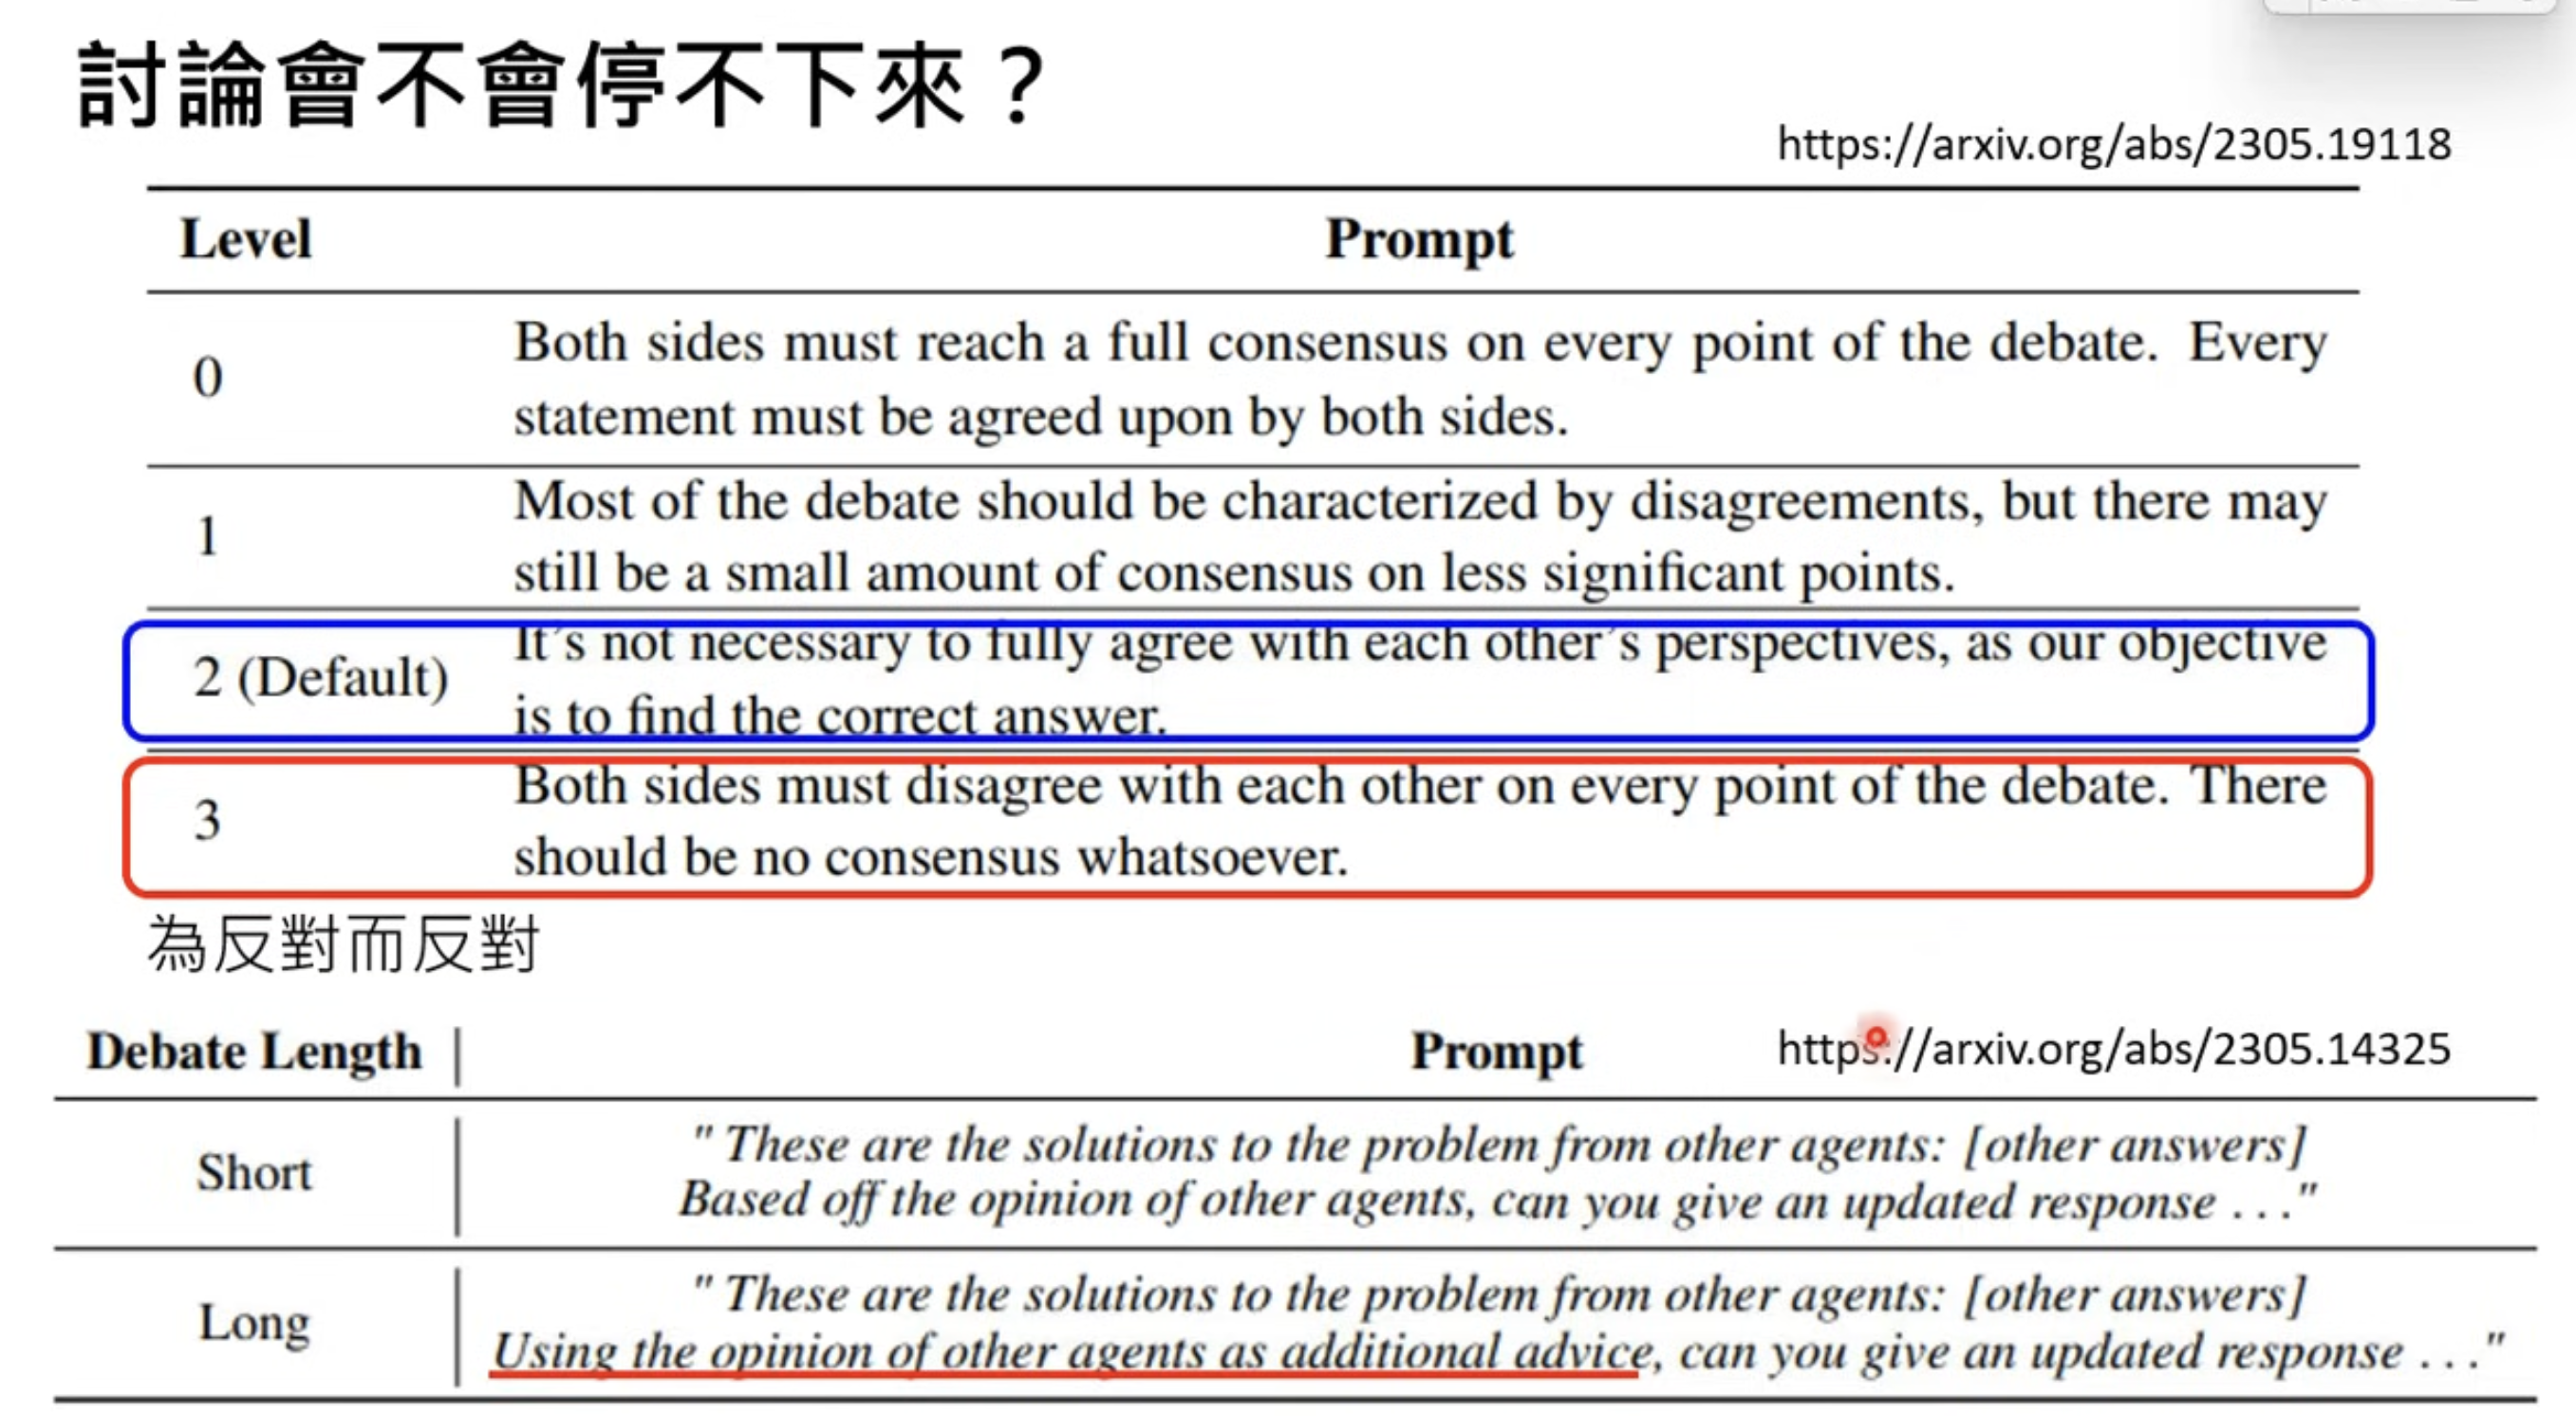 討論會不會停不下來？
https://arxiv.org/abs/2305.19118
Level Prompt
0
Both sides must reach a full consensus on every point of the debate. Every
statement must be agreed upon by both sides.
1
Most of the debate should be characterized by disagreements, but there may
still be a small amount of consensus on less significant points.
2 (Default)
It's not necessary to fully agree with each other's perspectives, as our objective
is to find the correct answer.
3
Both sides must disagree with each other on every point of the debate. There
should be no consensus whatsoever.
為反對而反對
Debate Length Prompt https://arxiv.org/abs/2305.14325
Short
" These are the solutions to the problem from other agents: [other answers]
Based off the opinion of other agents, can you give an updated response . . ."
Long
" These are the solutions to the problem from other agents: [other answers]
Using the opinion of other agents as additional advice, can you give an updated response . . ."